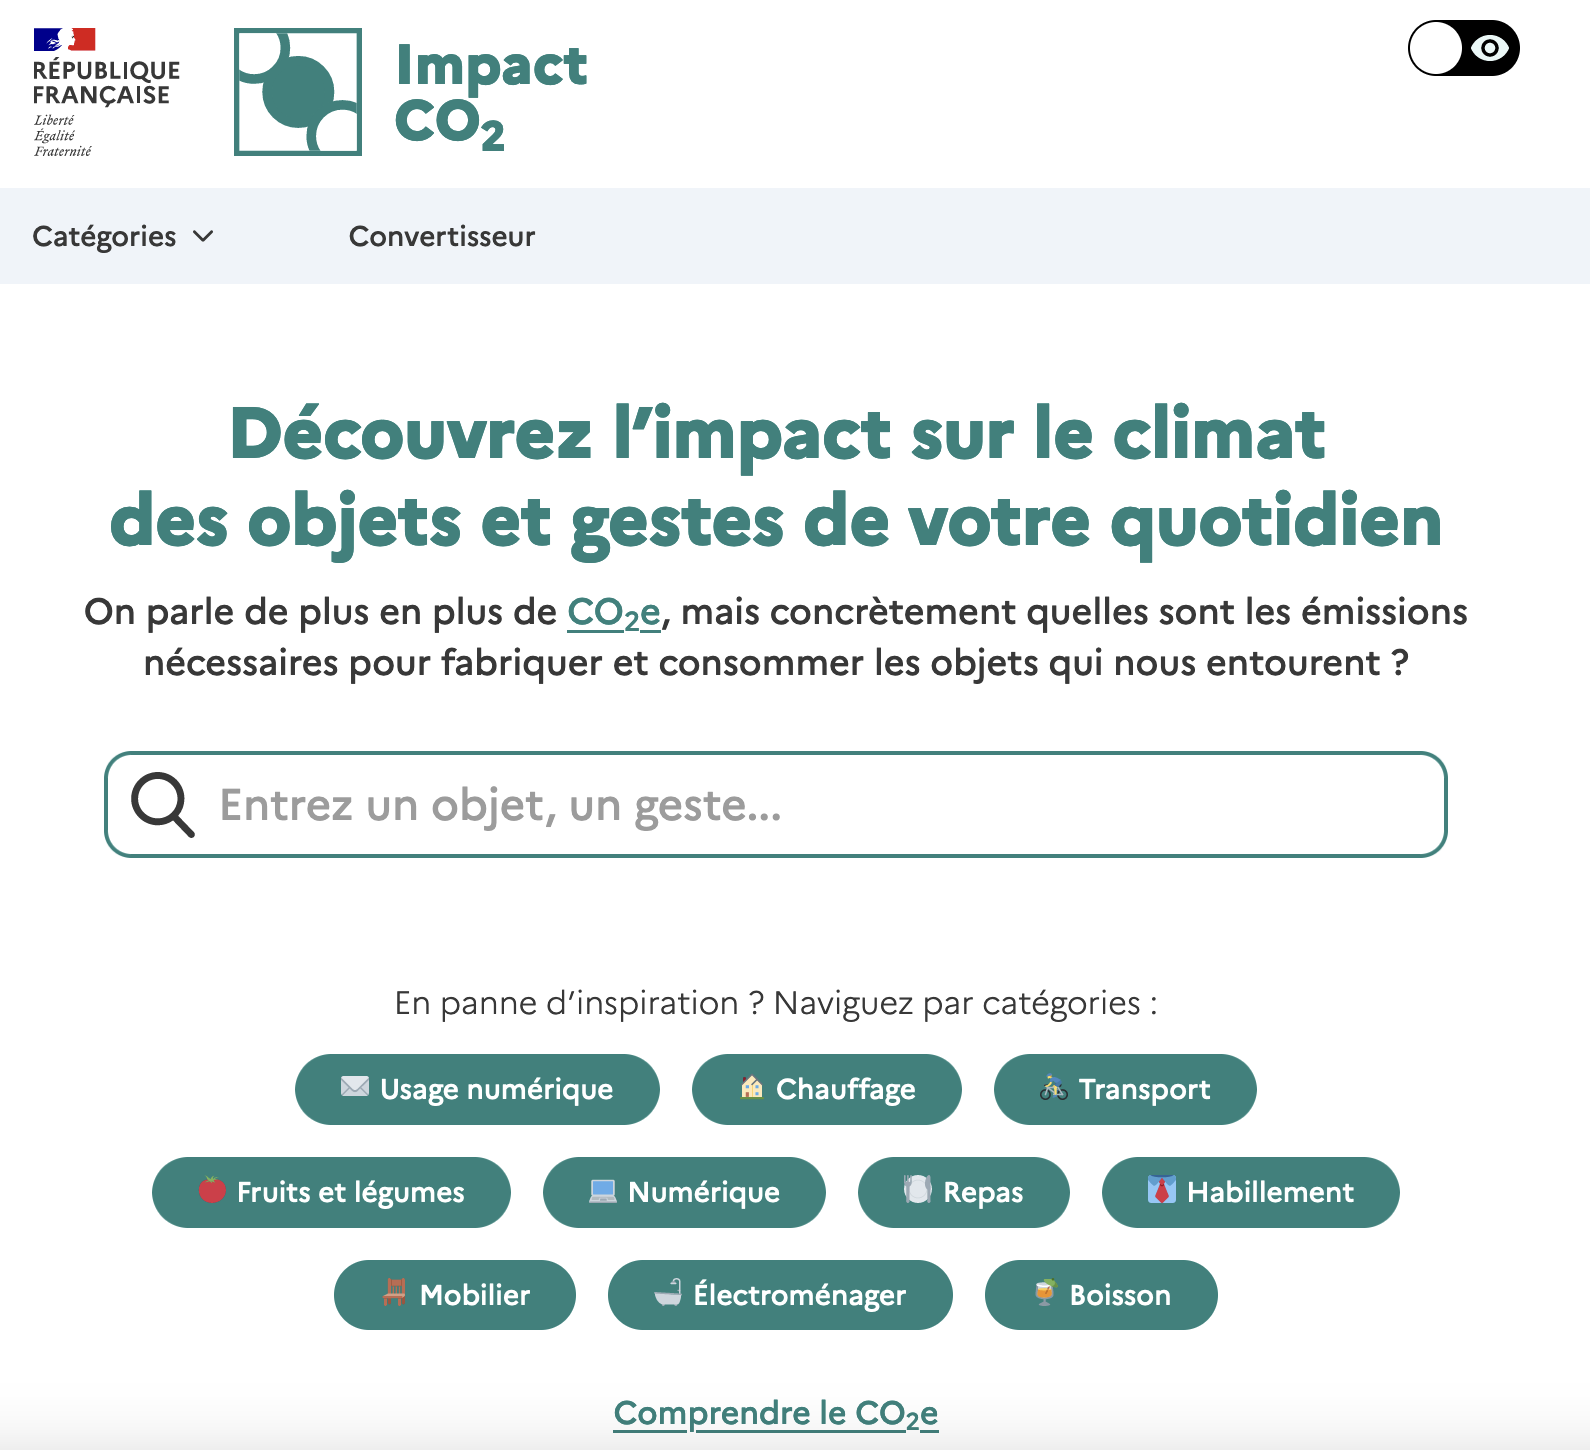 RÉPUBLIQUE
FRANÇAISE
Liberté
Égalité
Fraternité
Impact
CO₂
Catégories
Convertisseur
Découvrez l’impact sur le climat
des objets et gestes de votre quotidien
On parle de plus en plus de CO₂e, mais concrètement quelles sont les émissions
nécessaires pour fabriquer et consommer les objets qui nous entourent ?
Entrez un objet, un geste...
En panne d’inspiration ? Naviguez par catégories :
Usage numérique
Chauffage
Transport
Fruits et légumes
Numérique
Repas
Habillement
Mobilier
Électroménager
Boisson
Comprendre le CO₂e